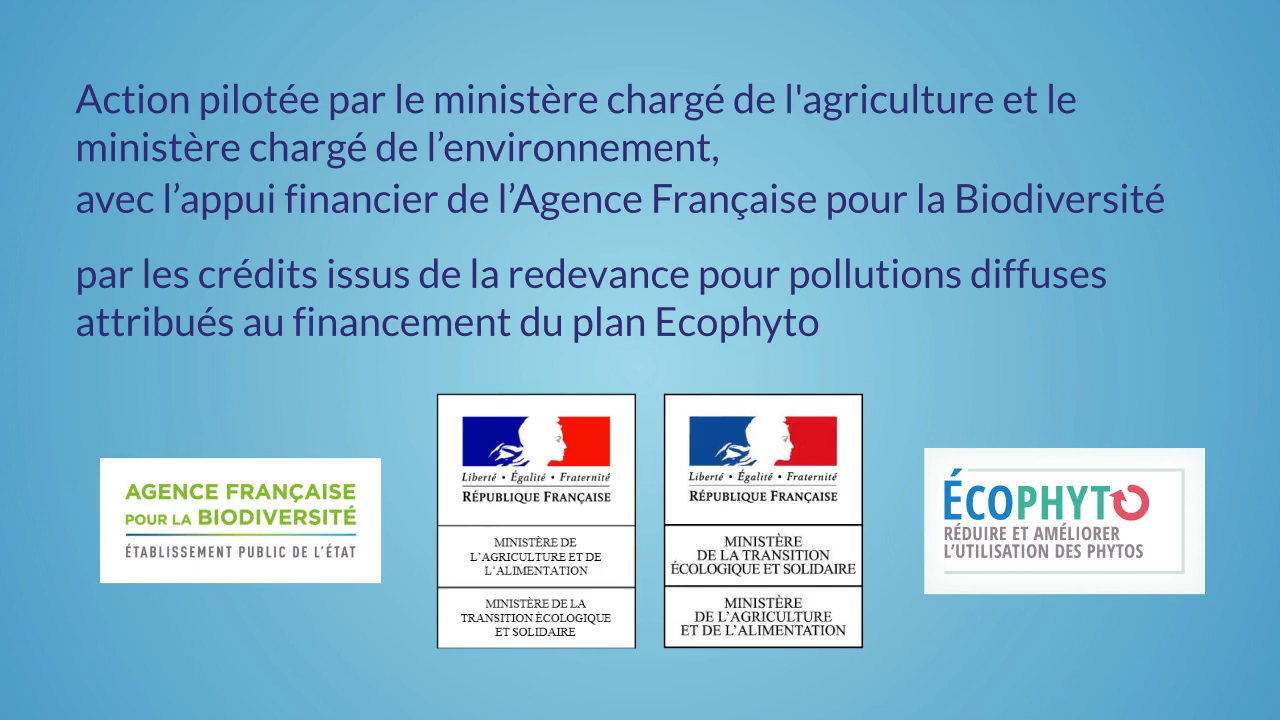 Action pilotée par le ministère chargé de l'agriculture et le
ministère chargé de l’environnement,
avec l’appui financier de l’Agence Française pour la Biodiversité
par les crédits issus de la redevance pour pollutions diffuses
attribués au financement du plan Ecophyto
AGENCE FRANÇAISE
POUR LA BIODIVERSITÉ
ÉTABLISSEMENT PUBLIC DE L'ÉTAT
Liberté • Égalité • Fraternité
RÉPUBLIQUE FRANÇAISE
MINISTÈRE DE
L’AGRICULTURE ET DE
L’ALIMENTATION
MINISTÈRE DE LA
TRANSITION ÉCOLOGIQUE
ET SOLIDAIRE
Liberté • Égalité • Fraternité
RÉPUBLIQUE FRANÇAISE
MINISTÈRE
DE LA TRANSITION
ÉCOLOGIQUE ET SOLIDAIRE
MINISTÈRE
DE L’AGRICULTURE
ET DE L’ALIMENTATION
ÉCOPHYTO
RÉDUIRE ET AMÉLIORER
L'UTILISATION DES PHYTOS